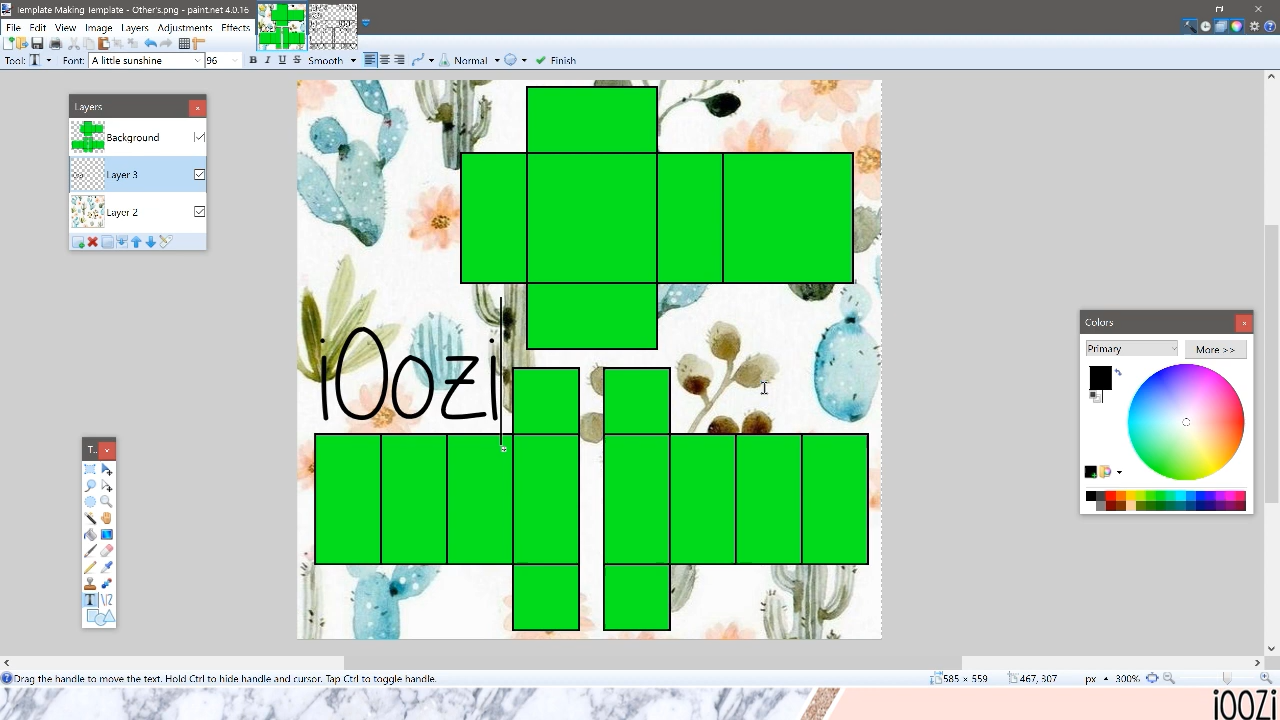 Template Making Template - Other's.png - paint.net 4.0.16
File Edit View Image Layers Adjustments Effects
Tool: T Font: A little sunshine 96 B I U S Smooth Normal Finish
Layers
Background
Layer 3
Layer 2
iOozi
Colors
Primary More >>
T..
Drag the handle to move the text. Hold Ctrl to hide handle and cursor. Tap Ctrl to toggle handle.
585 × 559 467, 307 px 300%
iOOZi